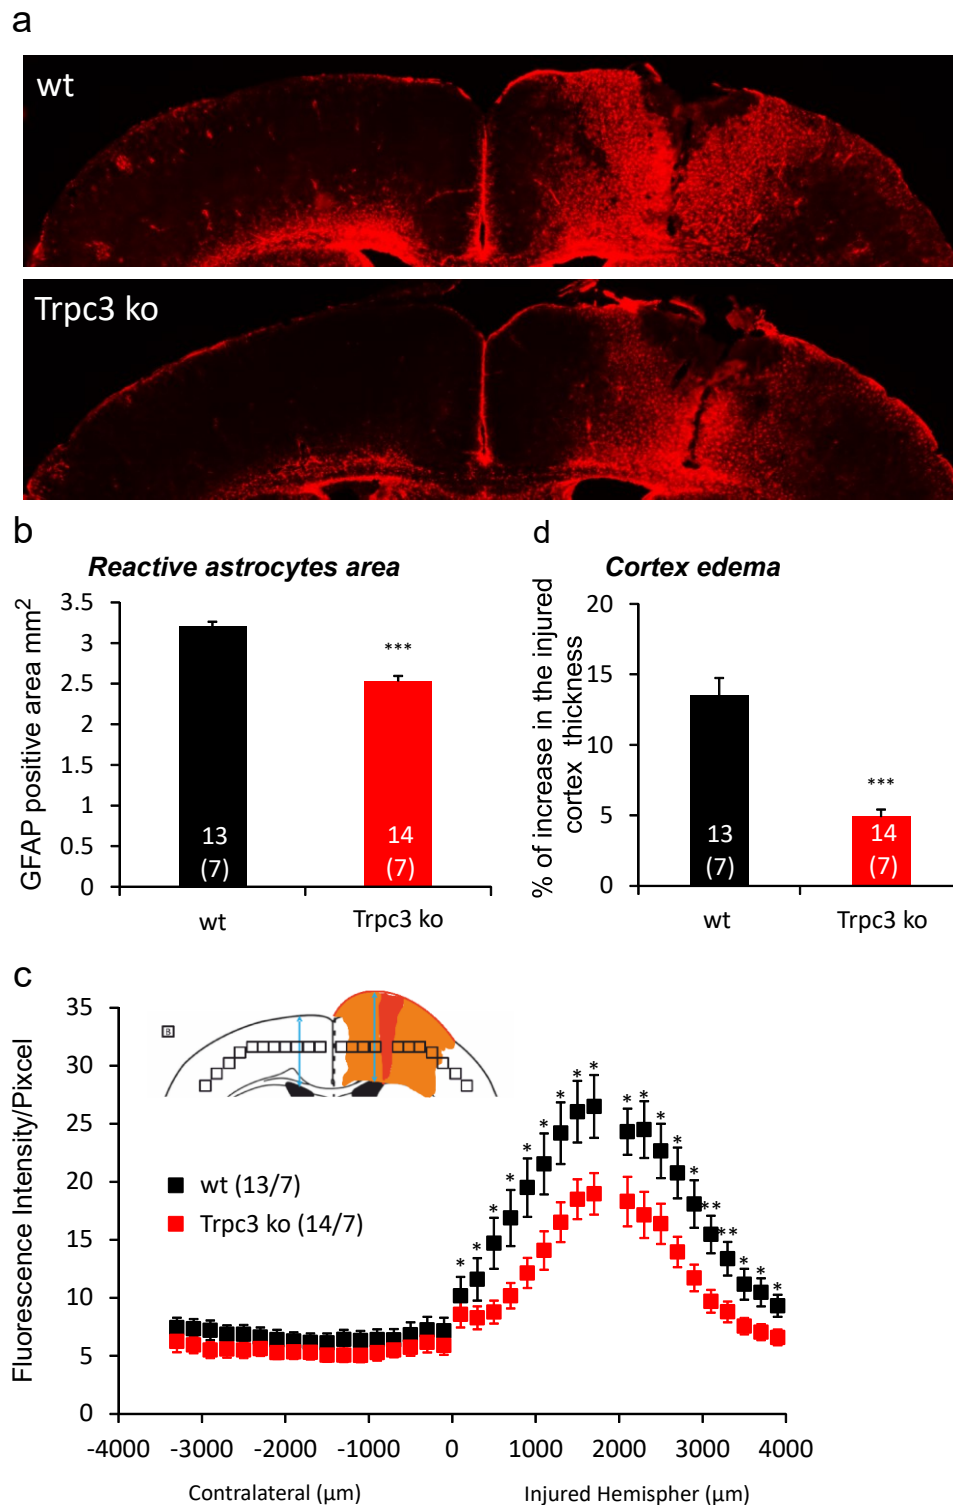 a
wt
Trpc3 ko
b
Reactive astrocytes area
GFAP positive area mm²
3.5
3
2.5
2
1.5
1
0.5
0
13
(7)
***
14
(7)
wt
Trpc3 ko
d
Cortex edema
% of increase in the injured
cortex thickness
20
15
10
5
0
13
(7)
***
14
(7)
wt
Trpc3 ko
c
Fluorescence Intensity/Pixcel
35
30
25
20
15
10
5
0
wt (13/7)
Trpc3 ko (14/7)
* * * * * * * * * * * * * * ** ** * * *
-4000 -3000 -2000 -1000 0 1000 2000 3000 4000
Contralateral (µm)
Injured Hemispher (µm)